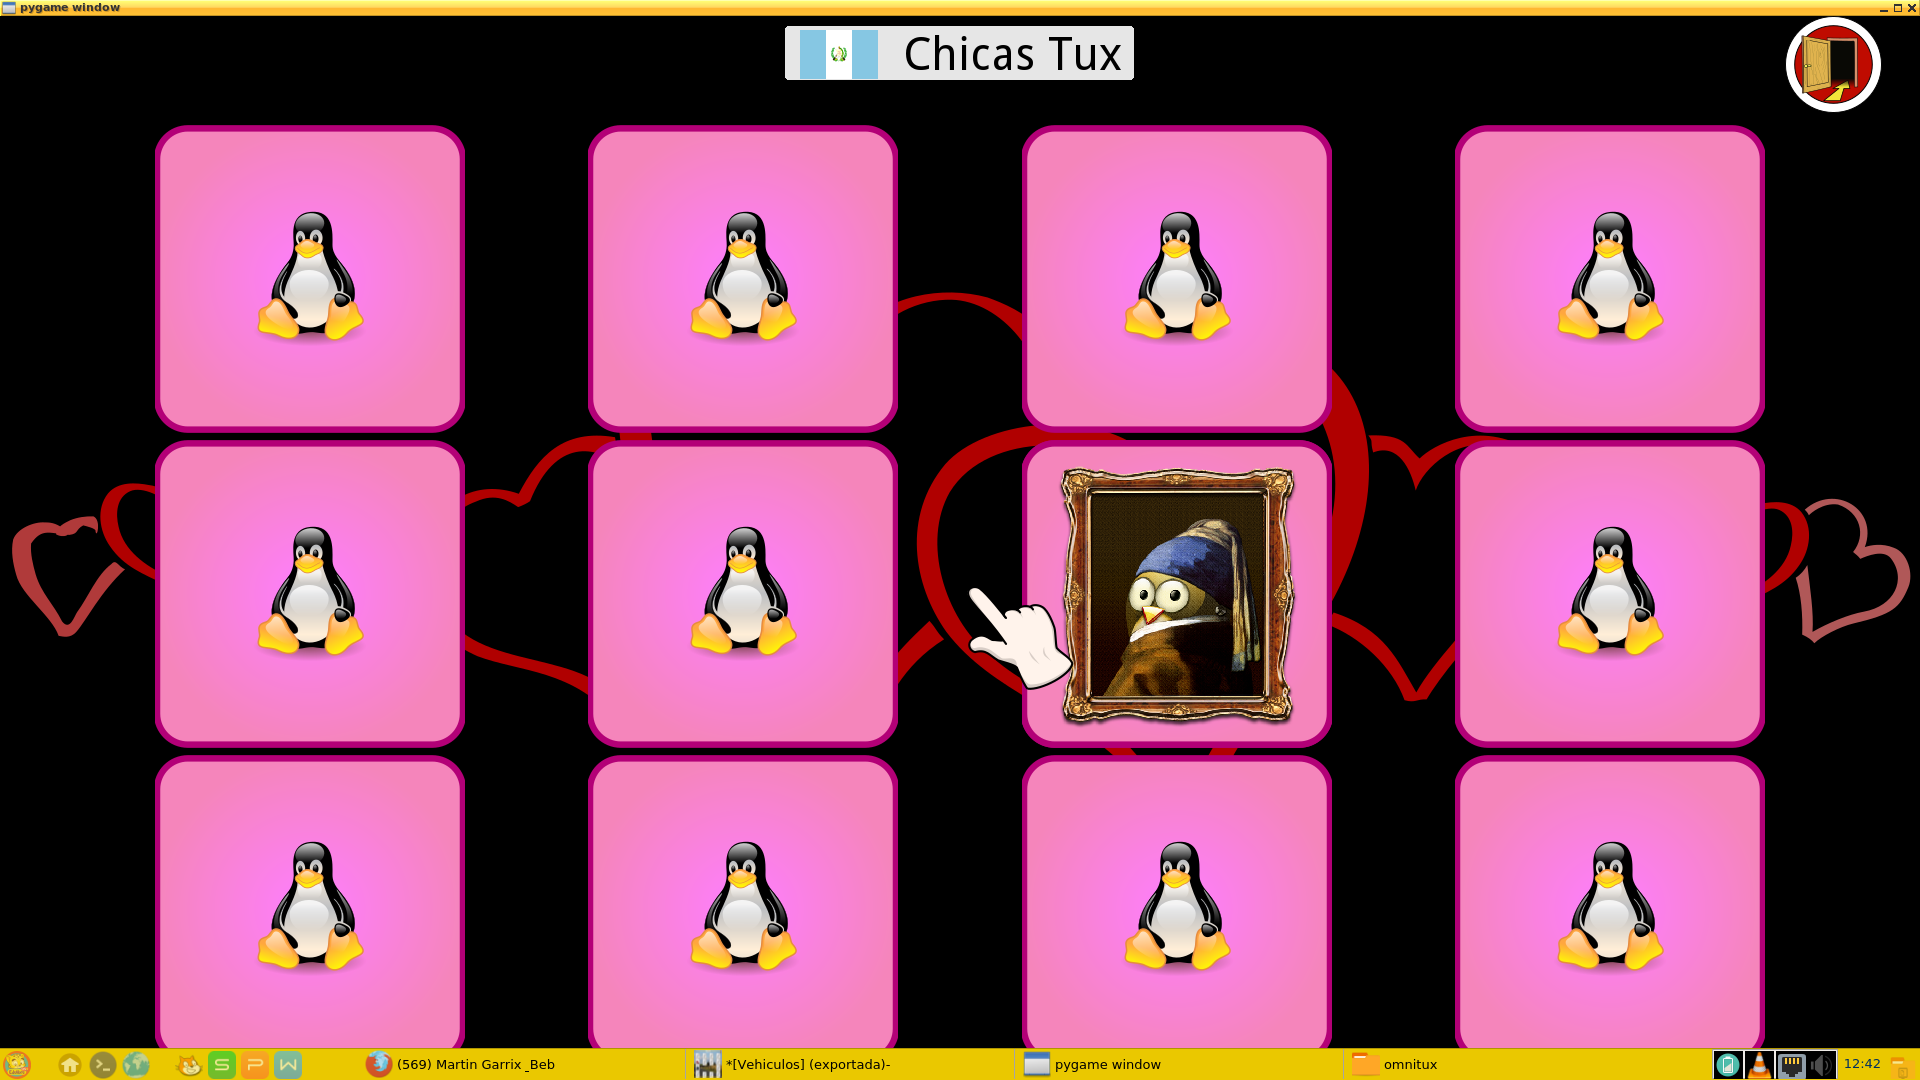 pygame window
Chicas Tux
(569) Martin Garrix _Beb
*[Vehiculos] (exportada)-
pygame window
omnitux
12:42